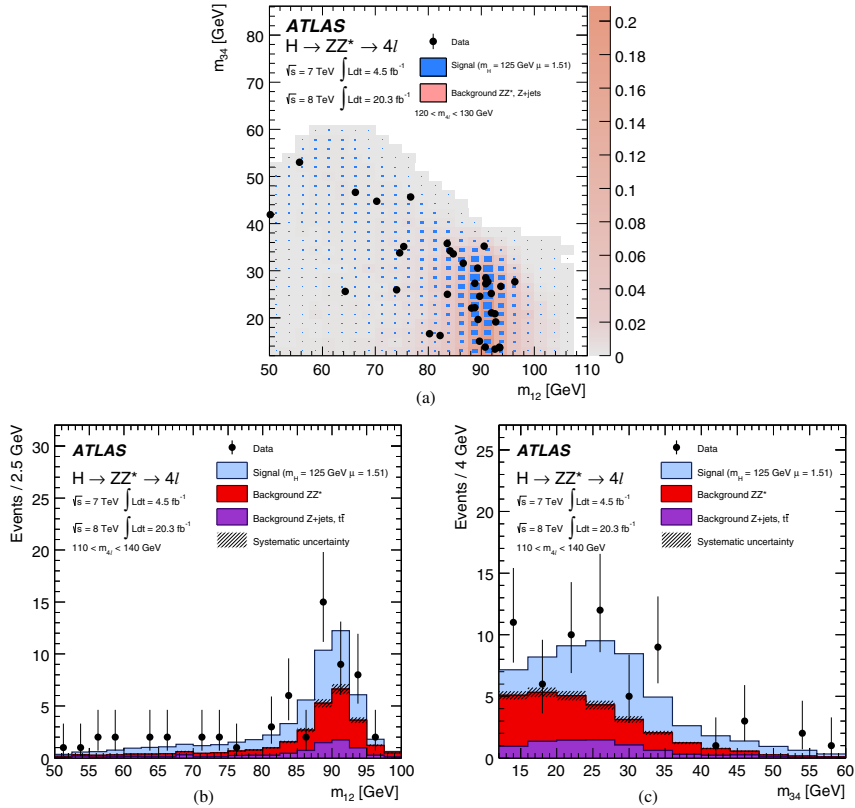 ATLAS
H → ZZ* → 4l
√s = 7 TeV ∫Ldt = 4.5 fb⁻¹
√s = 8 TeV ∫Ldt = 20.3 fb⁻¹
Data
Signal (m_H = 125 GeV μ = 1.51)
Background ZZ*, Z+jets
120 < m_4l < 130 GeV
m_34 [GeV]
80
70
60
50
40
30
20
50 60 70 80 90 100 110
m_12 [GeV]
0.2
0.18
0.16
0.14
0.12
0.1
0.08
0.06
0.04
0.02
0
(a)
ATLAS
H → ZZ* → 4l
√s = 7 TeV ∫Ldt = 4.5 fb⁻¹
√s = 8 TeV ∫Ldt = 20.3 fb⁻¹
110 < m_4l < 140 GeV
Data
Signal (m_H = 125 GeV μ = 1.51)
Background ZZ*
Background Z+jets, tt̄
Systematic uncertainty
Events / 2.5 GeV
30
25
20
15
10
5
0
50 55 60 65 70 75 80 85 90 95 100
m_12 [GeV]
(b)
ATLAS
H → ZZ* → 4l
√s = 7 TeV ∫Ldt = 4.5 fb⁻¹
√s = 8 TeV ∫Ldt = 20.3 fb⁻¹
110 < m_4l < 140 GeV
Data
Signal (m_H = 125 GeV μ = 1.51)
Background ZZ*
Background Z+jets, tt̄
Systematic uncertainty
Events / 4 GeV
25
20
15
10
5
0
15 20 25 30 35 40 45 50 55 60
m_34 [GeV]
(c)